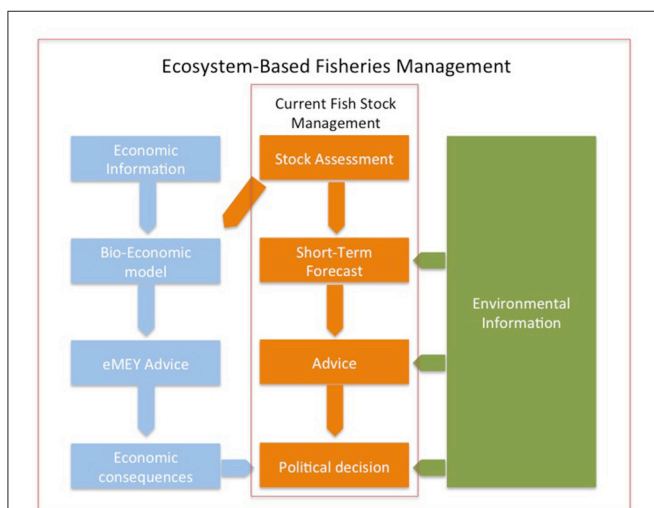 Ecosystem-Based Fisheries Management
Current Fish Stock
Management
Economic
Information
Stock Assessment
Bio-Economic
model
Short-Term
Forecast
Environmental
Information
eMEY Advice
Advice
Economic
consequences
Political decision